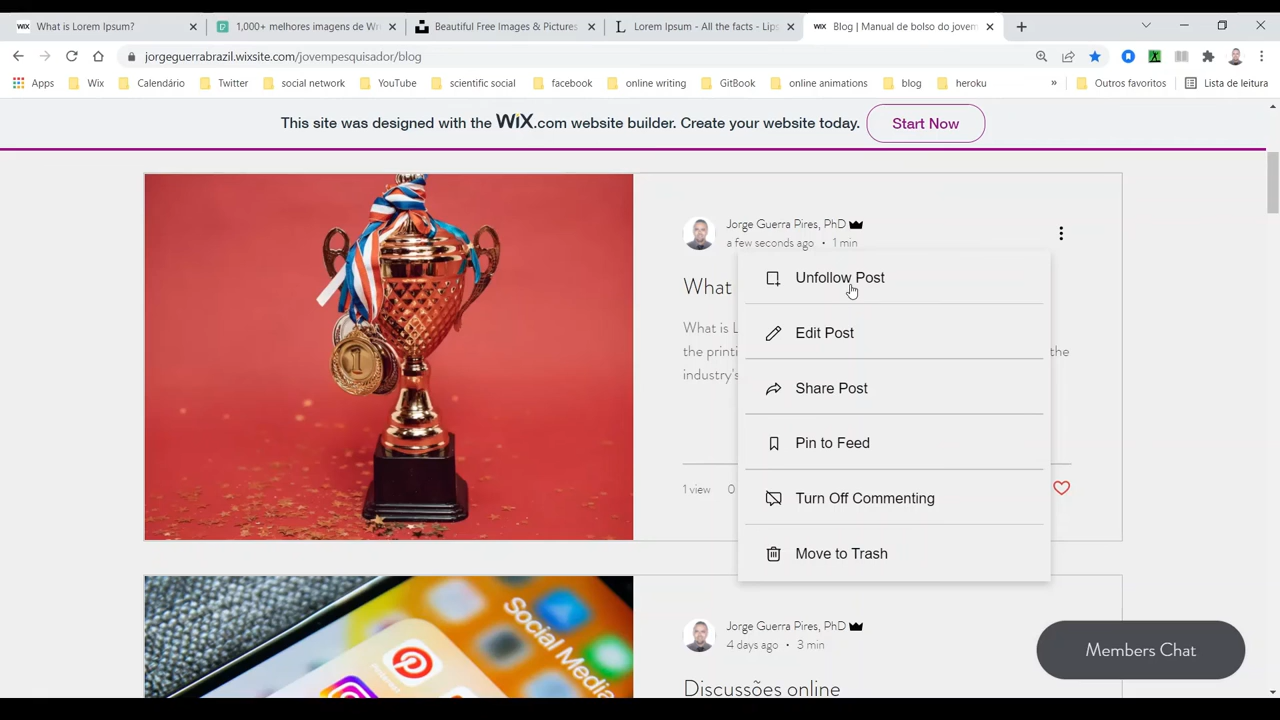 What is Lorem Ipsum?
1,000+ melhores imagens de Wr
Beautiful Free Images & Pictures
Lorem Ipsum - All the facts - Lips
WiX
Blog | Manual de bolso do jovem
jorgeguerrabrazil.wixsite.com/jovempesquisador/blog
Apps
Wix
Calendário
Twitter
social network
YouTube
scientific social
facebook
online writing
GitBook
online animations
blog
heroku
»
Outros favoritos
Lista de leitura
This site was designed with the WiX.com website builder. Create your website today.
Start Now
Jorge Guerra Pires, PhD
a few seconds ago • 1 min
What
What is L
the printi
the
industry's
1 view
0
Unfollow Post
Edit Post
Share Post
Pin to Feed
Turn Off Commenting
Move to Trash
1
Social Media
Pinterest
Jorge Guerra Pires, PhD
4 days ago • 3 min
Discussões online
Members Chat